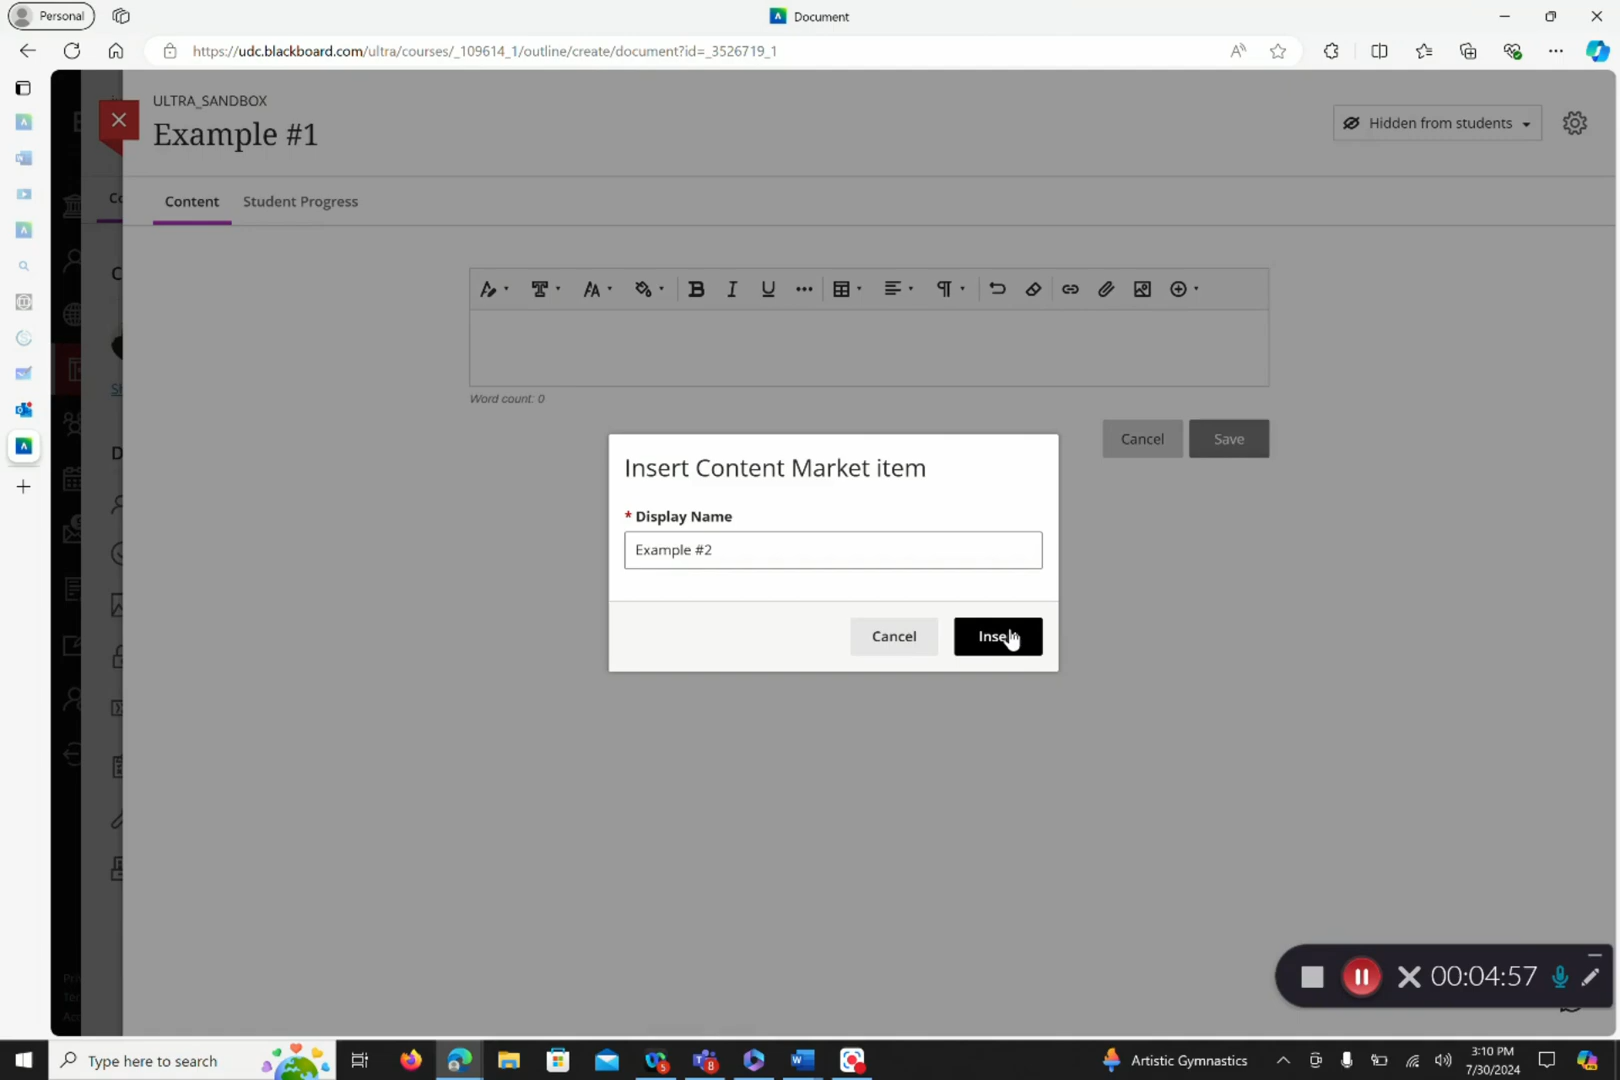 Personal
Document
https://udc.blackboard.com/ultra/courses/_109614_1/outline/create/document?id=_3526719_1
ULTRA_SANDBOX
Example #1
Hidden from students
Content
Student Progress
Word count: 0
Cancel
Save
Insert Content Market item
* Display Name
Example #2
Cancel
00:04:57
Type here to search
5
8
Artistic Gymnastics
3:10 PM
7/30/2024